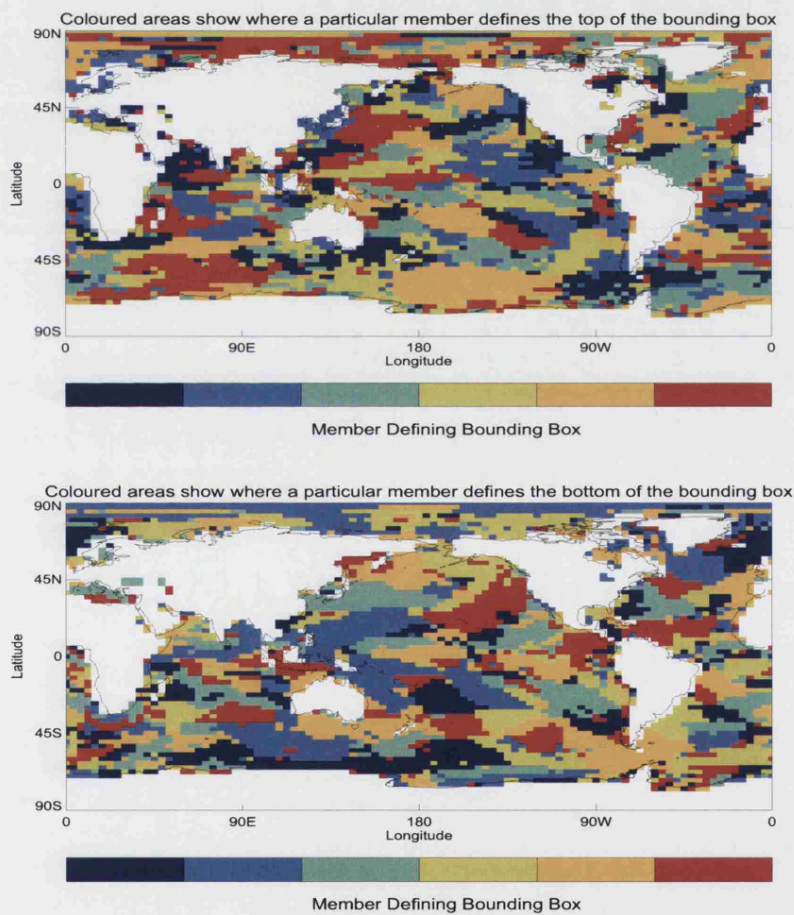 Coloured areas show where a particular member defines the top of the bounding box
90N
45N
0
45S
90S
Latitude
0 90E 180 90W 0
Longitude
Member Defining Bounding Box
Coloured areas show where a particular member defines the bottom of the bounding box
90N
45N
0
45S
90S
Latitude
0 90E 180 90W 0
Longitude
Member Defining Bounding Box